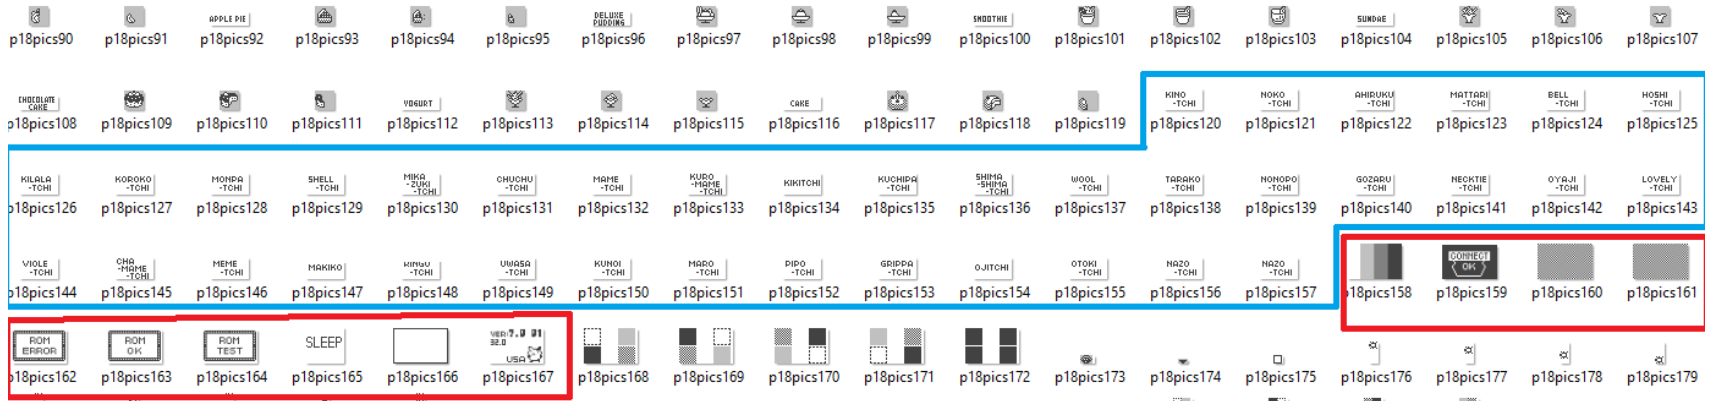 APPLE PIE
DELUXE
PUDDING
SMOOTHIE
SUNDAE
p18pics90 p18pics91 p18pics92 p18pics93 p18pics94 p18pics95 p18pics96 p18pics97 p18pics98 p18pics99 p18pics100 p18pics101 p18pics102 p18pics103 p18pics104 p18pics105 p18pics106 p18pics107
CHOCOLATE
CAKE
YOGURT
CAKE
KINO
-TCHI
NOKO
-TCHI
AHIRUKU
-TCHI
MATTARI
-TCHI
BELL
-TCHI
HOSHI
-TCHI
p18pics108 p18pics109 p18pics110 p18pics111 p18pics112 p18pics113 p18pics114 p18pics115 p18pics116 p18pics117 p18pics118 p18pics119 p18pics120 p18pics121 p18pics122 p18pics123 p18pics124 p18pics125
KILALA
-TCHI
KOROKO
-TCHI
MONPA
-TCHI
SHELL
-TCHI
MIKA
-ZUKI
-TCHI
CHUCHU
-TCHI
MAME
-TCHI
KURO
-MAME
-TCHI
KIKITCHI
KUCHIPA
-TCHI
SHIMA
-SHIMA
-TCHI
WOOL
-TCHI
TARAKO
-TCHI
NONOPO
-TCHI
GOZARU
-TCHI
NECKTIE
-TCHI
OYAJI
-TCHI
LOVELY
-TCHI
p18pics126 p18pics127 p18pics128 p18pics129 p18pics130 p18pics131 p18pics132 p18pics133 p18pics134 p18pics135 p18pics136 p18pics137 p18pics138 p18pics139 p18pics140 p18pics141 p18pics142 p18pics143
VIOLE
-TCHI
CHA
-MAME
-TCHI
MEME
-TCHI
MAKIKO
RINGO
-TCHI
UWASA
-TCHI
KUNOI
-TCHI
MARO
-TCHI
PIPO
-TCHI
GRIPPA
-TCHI
OJITCHI
OTOKI
-TCHI
NAZO
-TCHI
NAZO
-TCHI
CONNECT
OK
p18pics144 p18pics145 p18pics146 p18pics147 p18pics148 p18pics149 p18pics150 p18pics151 p18pics152 p18pics153 p18pics154 p18pics155 p18pics156 p18pics157 p18pics158 p18pics159 p18pics160 p18pics161
ROM
ERROR
ROM
OK
ROM
TEST
SLEEP
VER:7.0 01
32.0
USA
p18pics162 p18pics163 p18pics164 p18pics165 p18pics166 p18pics167 p18pics168 p18pics169 p18pics170 p18pics171 p18pics172 p18pics173 p18pics174 p18pics175 p18pics176 p18pics177 p18pics178 p18pics179